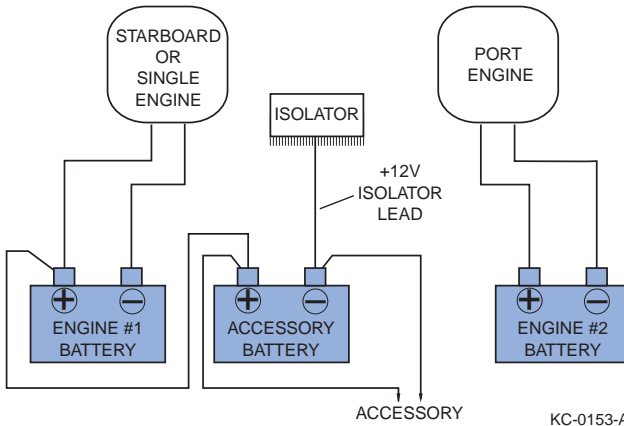 STARBOARD
OR
SINGLE
ENGINE
PORT
ENGINE
ISOLATOR
+12V
ISOLATOR
LEAD
+ −
ENGINE #1
BATTERY
+ −
ACCESSORY
BATTERY
+ −
ENGINE #2
BATTERY
ACCESSORY
KC-0153-A